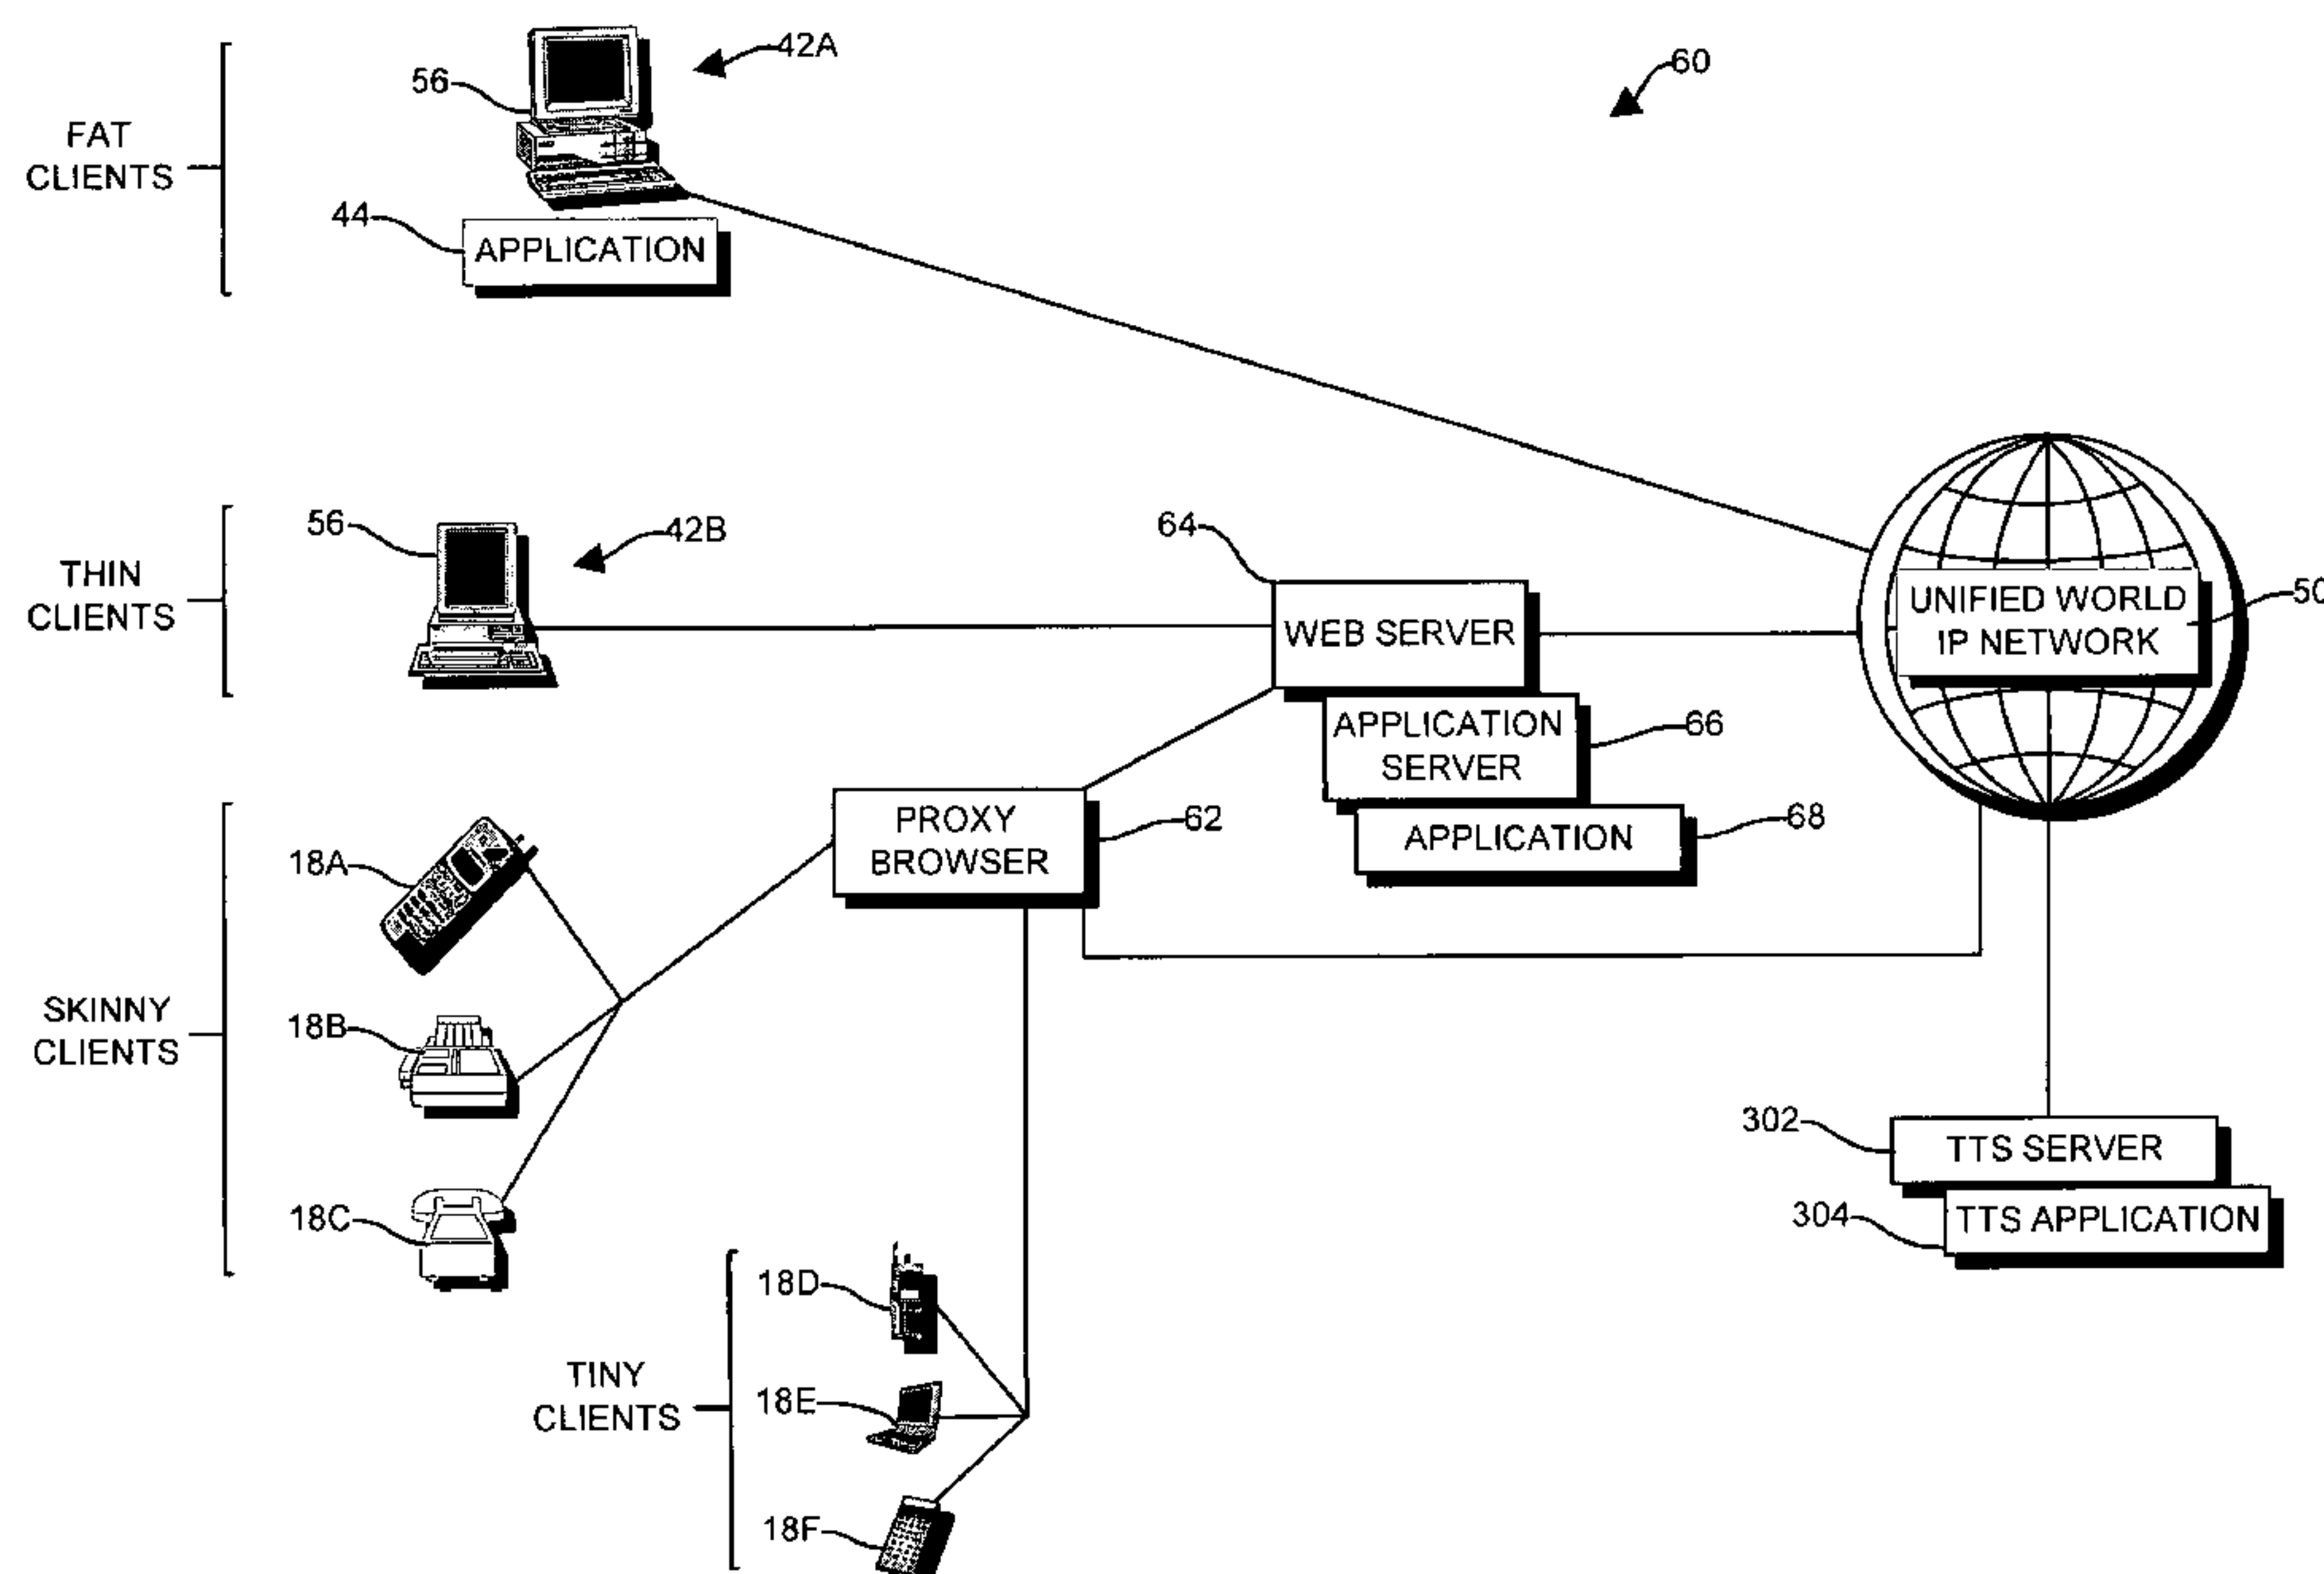 42A
60
56
FAT
CLIENTS
44
APPLICATION
56
42B
64
THIN
CLIENTS
WEB SERVER
UNIFIED WORLD
IP NETWORK
50
APPLICATION
SERVER
66
PROXY
BROWSER
62
APPLICATION
68
18A
SKINNY
CLIENTS
18B
18C
302
TTS SERVER
304
TTS APPLICATION
18D
TINY
CLIENTS
18E
18F